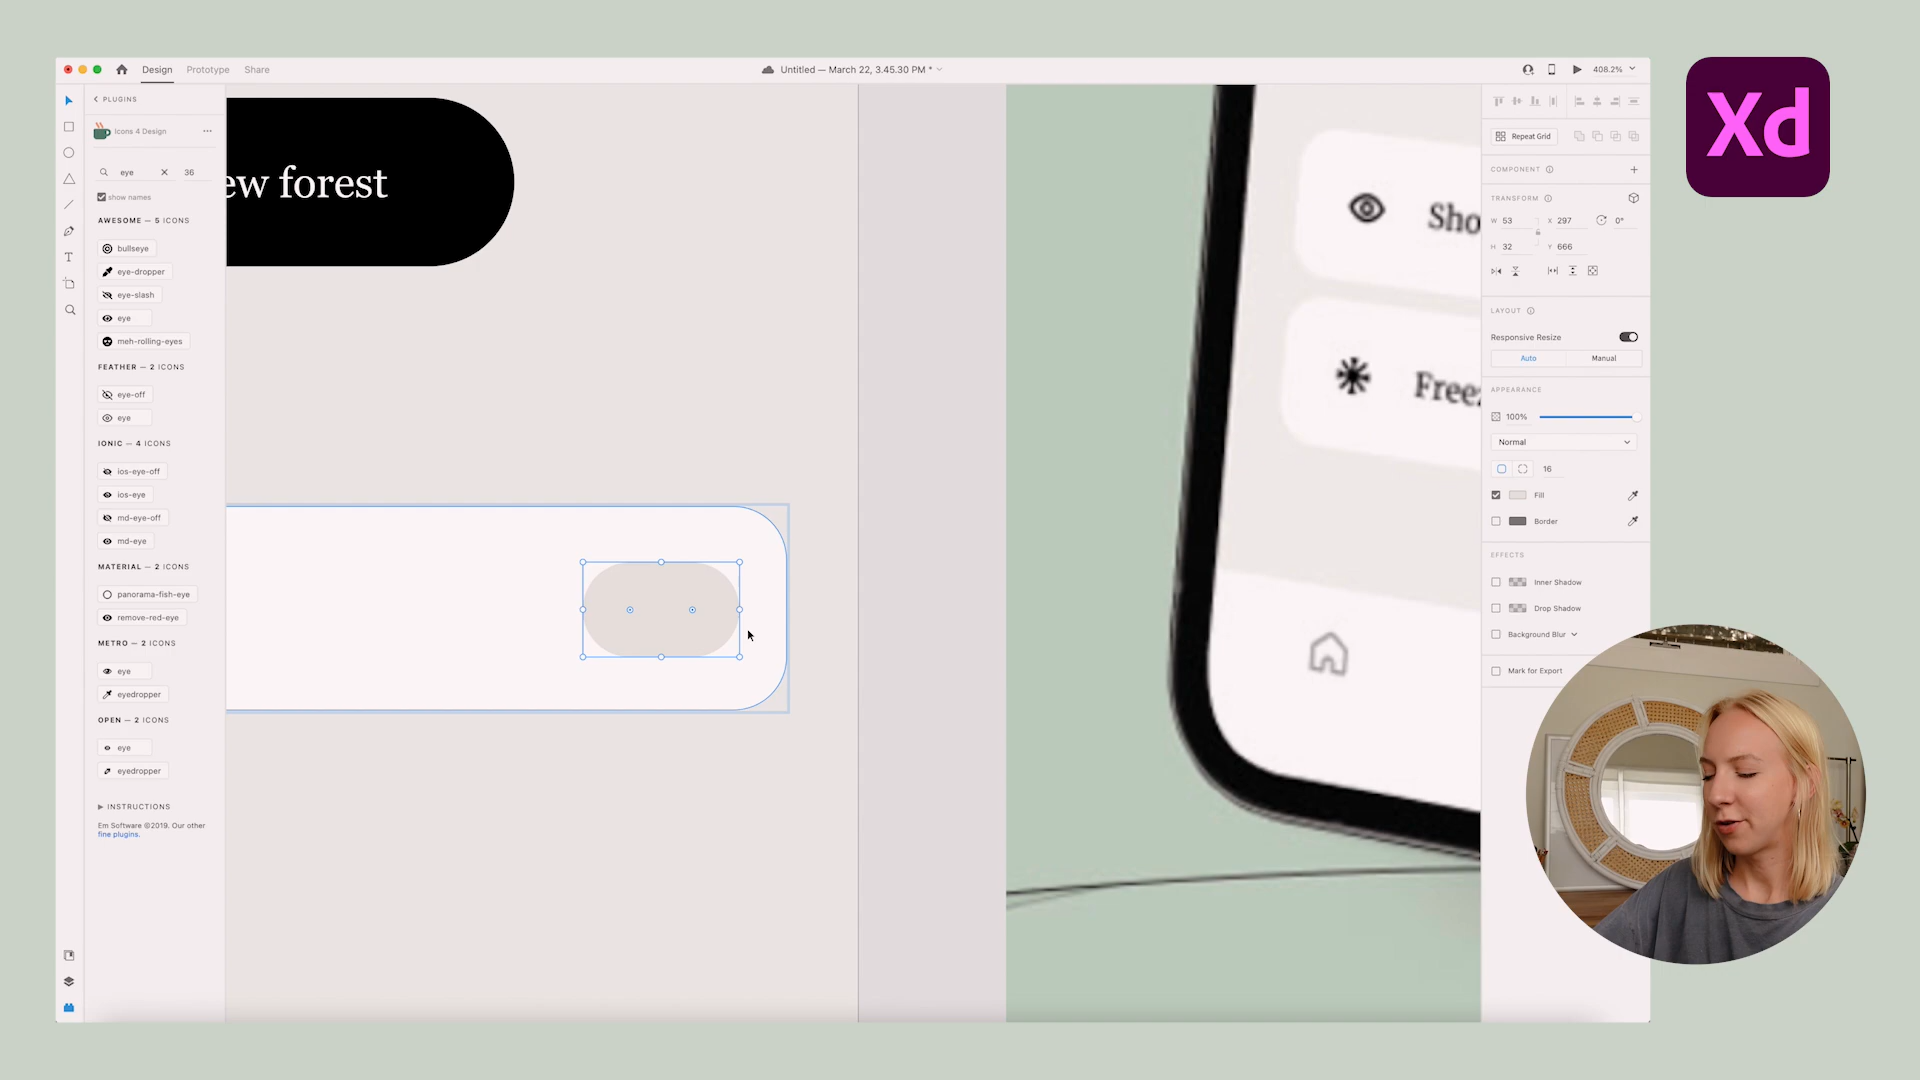 Design Prototype Share
Untitled — March 22, 3.45.30 PM *
408.2%
PLUGINS
Icons 4 Design
eye
36
show names
AWESOME — 5 ICONS
bullseye
eye-dropper
eye-slash
eye
meh-rolling-eyes
FEATHER — 2 ICONS
eye-off
eye
IONIC — 4 ICONS
ios-eye-off
ios-eye
md-eye-off
md-eye
MATERIAL — 2 ICONS
panorama-fish-eye
remove-red-eye
METRO — 2 ICONS
eye
eyedropper
OPEN — 2 ICONS
eye
eyedropper
INSTRUCTIONS
Em Software ©2019. Our other
fine plugins.
ew forest
Sho
Free
Repeat Grid
COMPONENT
TRANSFORM
W 53 X 297 0°
H 32 Y 666
LAYOUT
Responsive Resize
Auto Manual
APPEARANCE
100%
Normal
16
Fill
Border
EFFECTS
Inner Shadow
Drop Shadow
Background Blur
Mark for Export
Xd